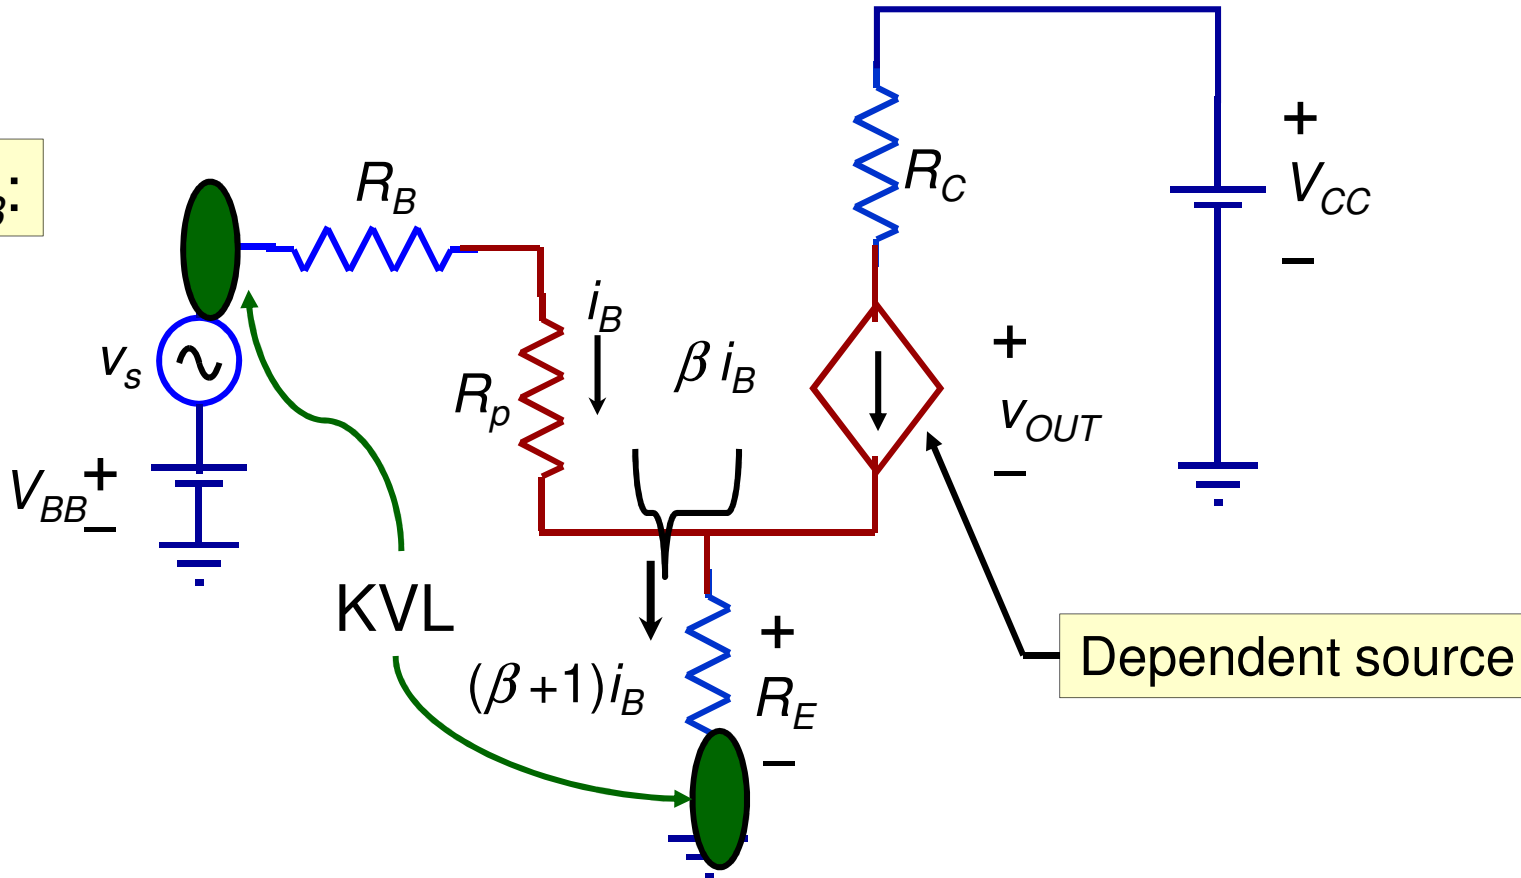 B:
R_B
R_C
+
V_CC
–
i_B
v_s
R_p
β i_B
+
v_OUT
–
V_BB
+
–
KVL
(β +1)i_B
+
R_E
–
Dependent source